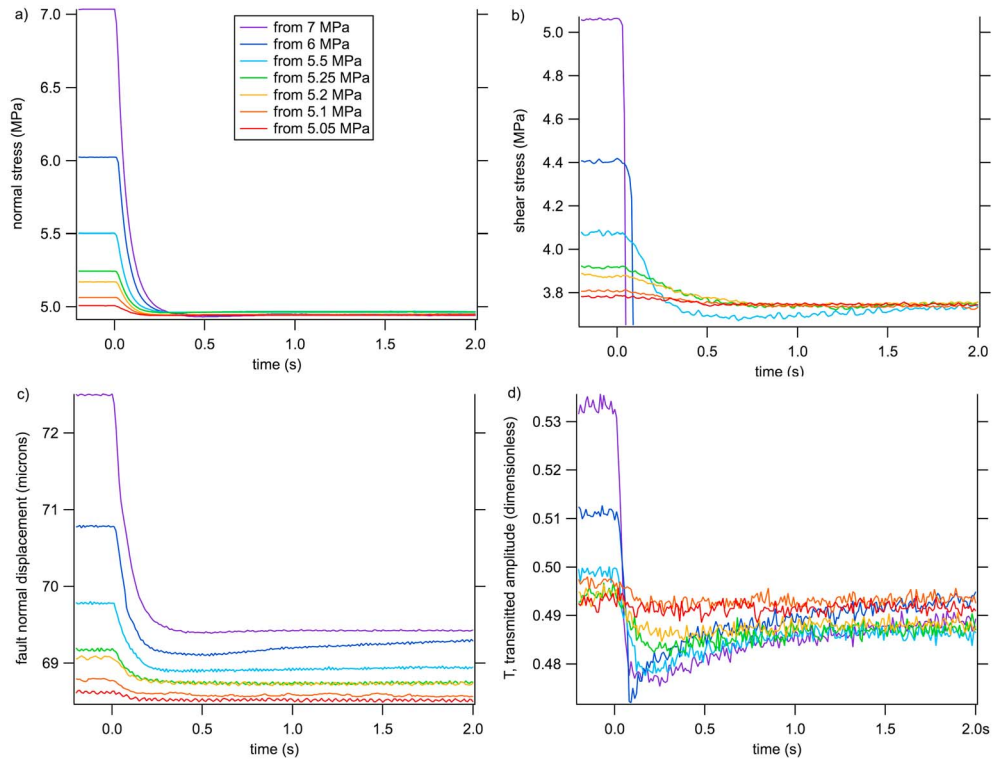 a)
7.0
6.5
6.0
5.5
5.0
normal stress (MPa)
0.0
0.5
1.0
1.5
2.0
time (s)
from 7 MPa
from 6 MPa
from 5.5 MPa
from 5.25 MPa
from 5.2 MPa
from 5.1 MPa
from 5.05 MPa
b)
5.0
4.8
4.6
4.4
4.2
4.0
3.8
shear stress (MPa)
0.0
0.5
1.0
1.5
2.0
time (s)
c)
72
71
70
69
fault normal displacement (microns)
0.0
0.5
1.0
1.5
2.0
time (s)
d)
0.53
0.52
0.51
0.50
0.49
0.48
T, transmitted amplitude (dimensionless)
0.0
0.5
1.0
1.5
2.0s
time (s)